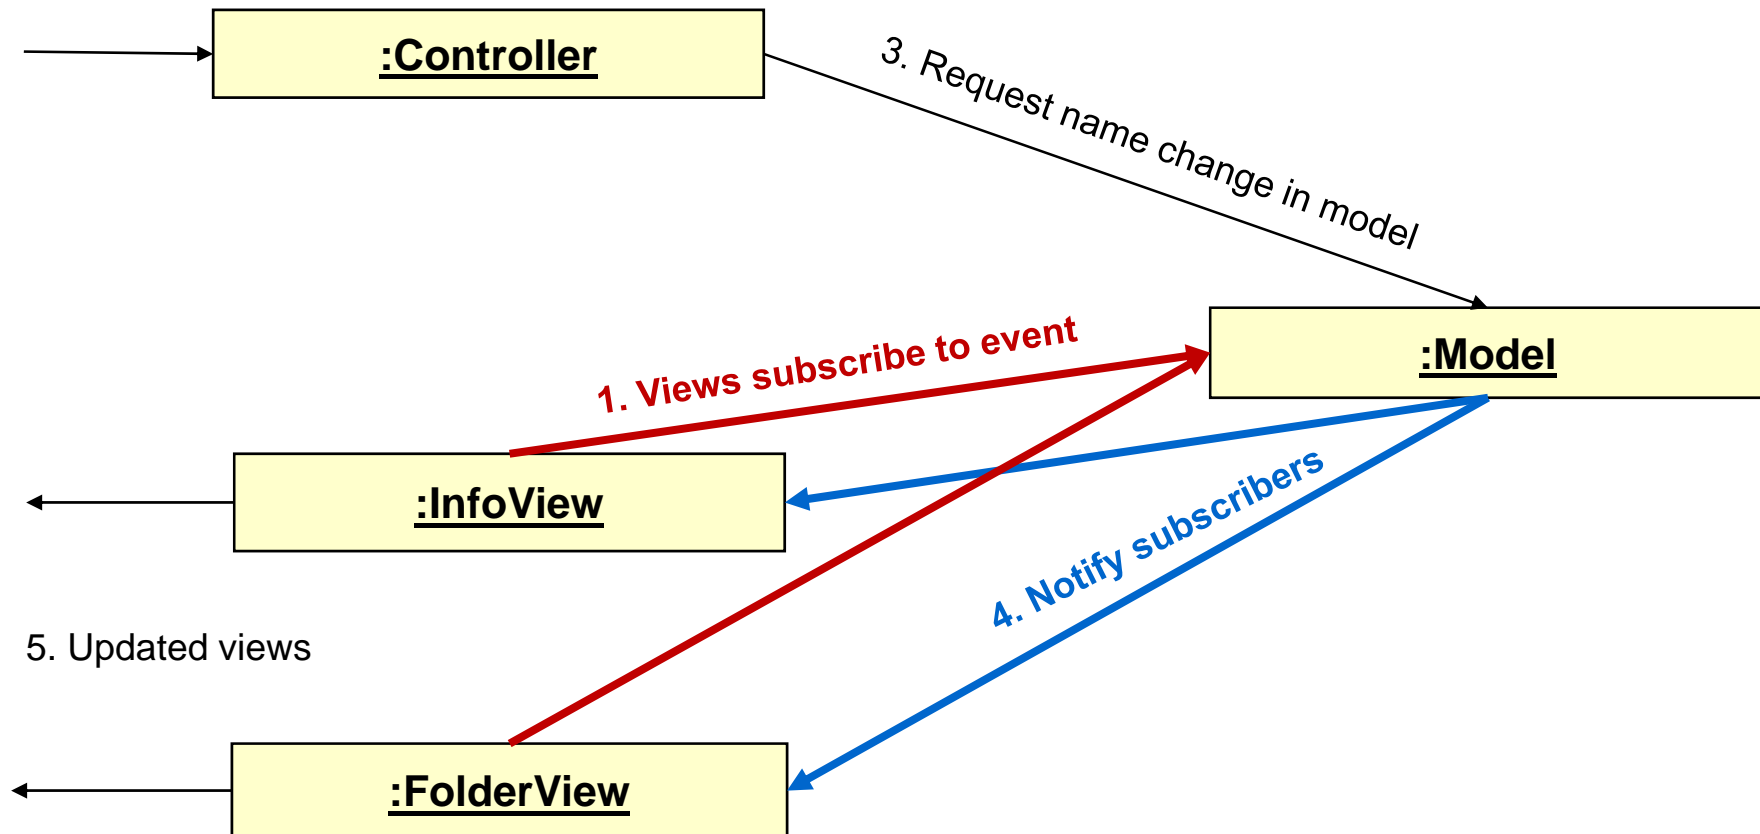 :Controller
3. Request name change in model
1. Views subscribe to event
:Model
:InfoView
4. Notify subscribers
5. Updated views
:FolderView